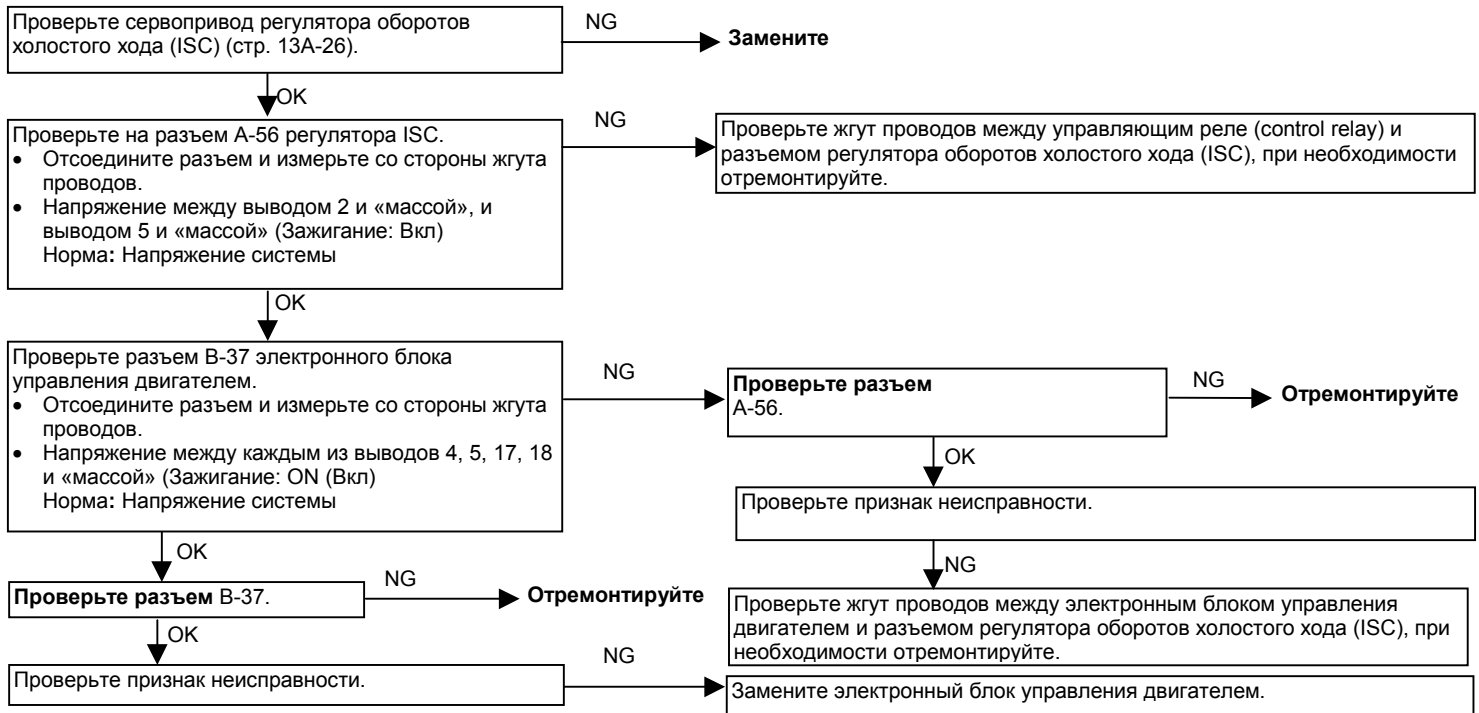 Проверьте сервопривод регулятора оборотов
холостого хода (ISC) (стр. 13А-26).
NG
Замените
OK
Проверьте на разъем А-56 регулятора ISC.
• Отсоедините разъем и измерьте со стороны жгута
проводов.
• Напряжение между выводом 2 и «массой», и
выводом 5 и «массой» (Зажигание: Вкл)
Норма: Напряжение системы
NG
Проверьте жгут проводов между управляющим реле (control relay) и
разъемом регулятора оборотов холостого хода (ISC), при необходимости
отремонтируйте.
OK
Проверьте разъем В-37 электронного блока
управления двигателем.
• Отсоедините разъем и измерьте со стороны жгута
проводов.
• Напряжение между каждым из выводов 4, 5, 17, 18
и «массой» (Зажигание: ON (Вкл)
Норма: Напряжение системы
NG
Проверьте разъем
А-56.
NG
Отремонтируйте
OK
Проверьте признак неисправности.
NG
Проверьте жгут проводов между электронным блоком управления
двигателем и разъемом регулятора оборотов холостого хода (ISC), при
необходимости отремонтируйте.
OK
Проверьте разъем В-37.
NG
Отремонтируйте
OK
Проверьте признак неисправности.
NG
Замените электронный блок управления двигателем.